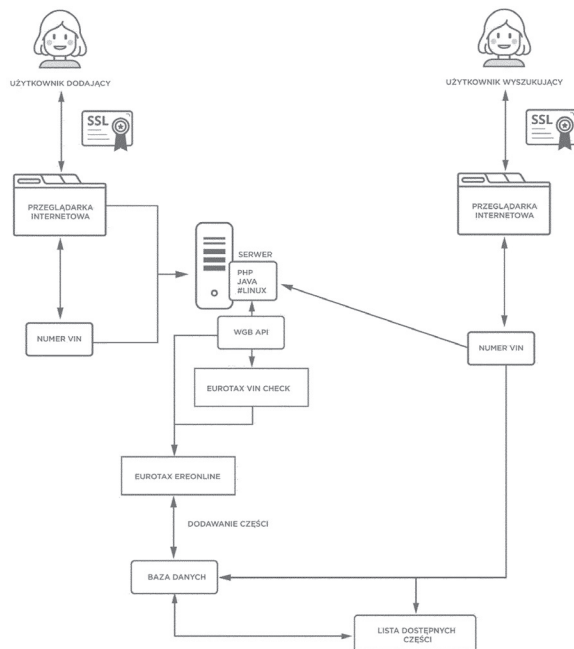 UŻYTKOWNIK DODAJĄCY
UŻYTKOWNIK WYSZUKUJĄCY
SSL
SSL
PRZEGLĄDARKA
INTERNETOWA
PRZEGLĄDARKA
INTERNETOWA
SERWER
PHP
JAVA
#LINUX
NUMER VIN
WGB API
NUMER VIN
EUROTAX VIN CHECK
EUROTAX EREONLINE
DODAWANIE CZĘŚCI
BAZA DANYCH
LISTA DOSTĘPNYCH
CZĘŚCI